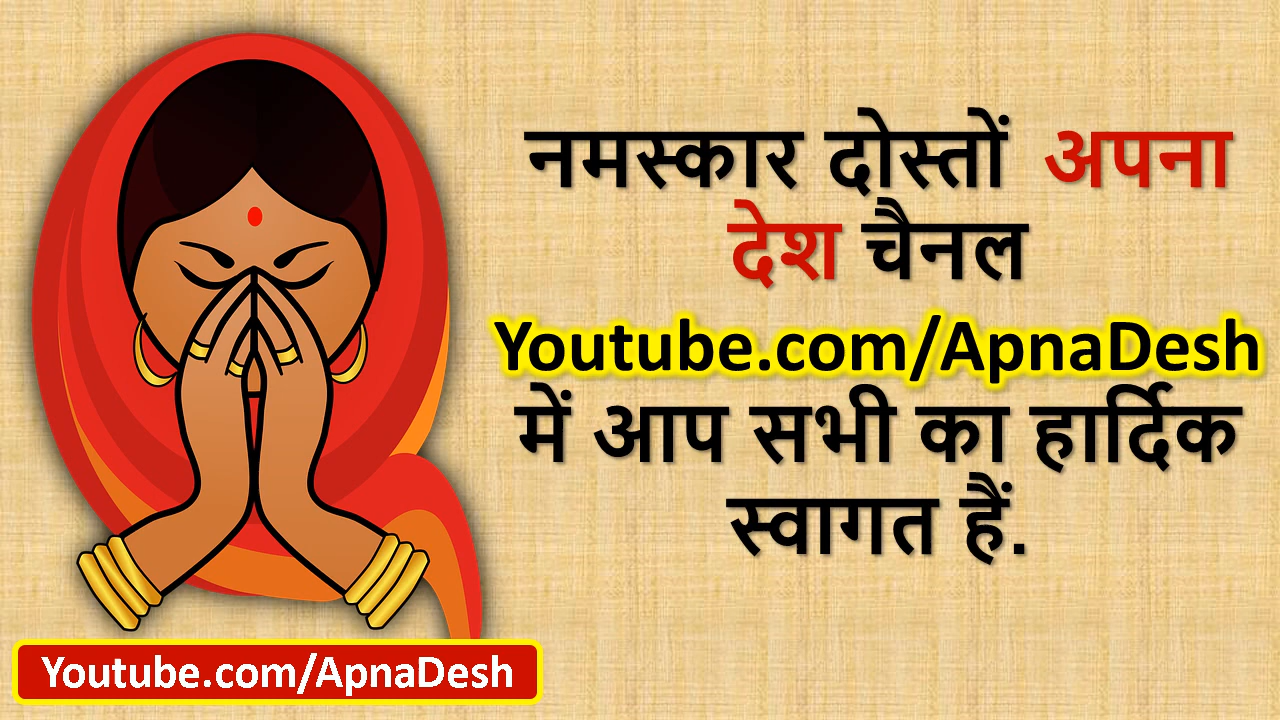 नमस्कार दोस्तों अपना
देश चैनल
Youtube.com/ApnaDesh
में आप सभी का हार्दिक
स्वागत हैं.
Youtube.com/ApnaDesh